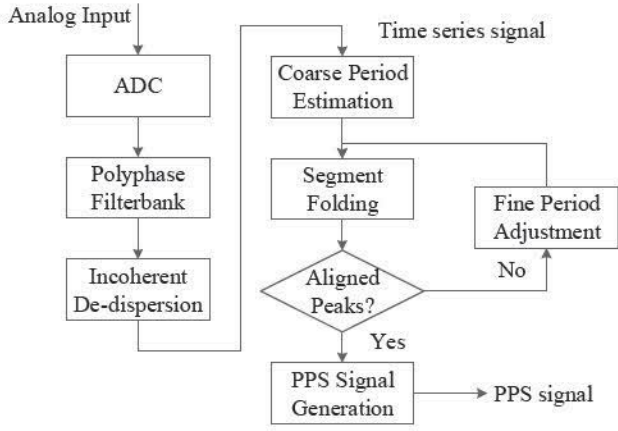 Analog Input
ADC
Polyphase
Filterbank
Incoherent
De-dispersion
Time series signal
Coarse Period
Estimation
Segment
Folding
Fine Period
Adjustment
Aligned
Peaks?
No
Yes
PPS Signal
Generation
PPS signal